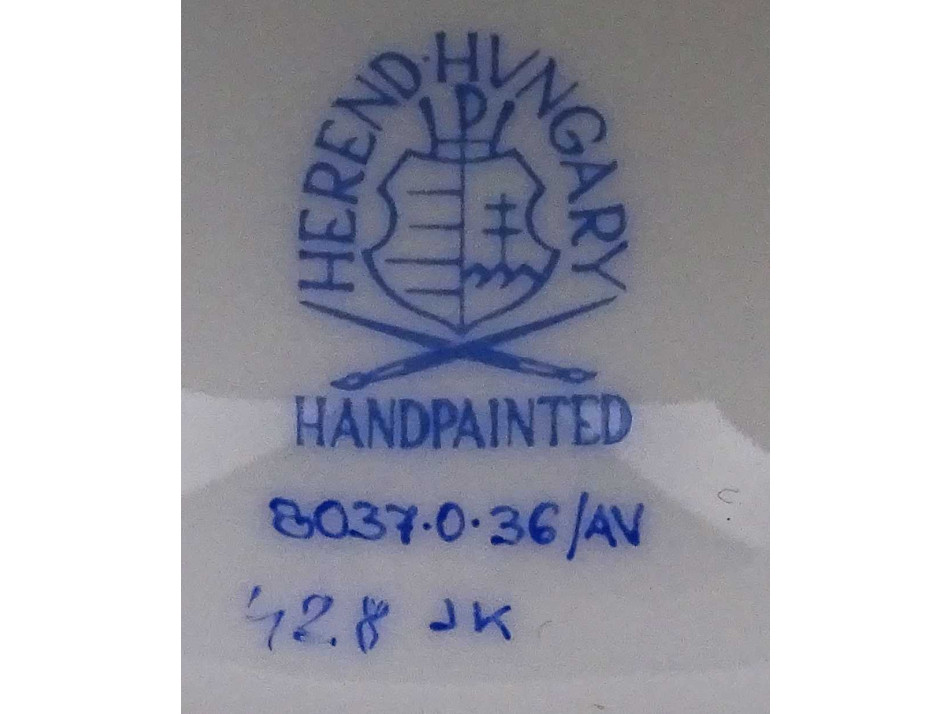 HEREND·HUNGARY
P
HANDPAINTED
8037·0·36/AV
42.8 JK